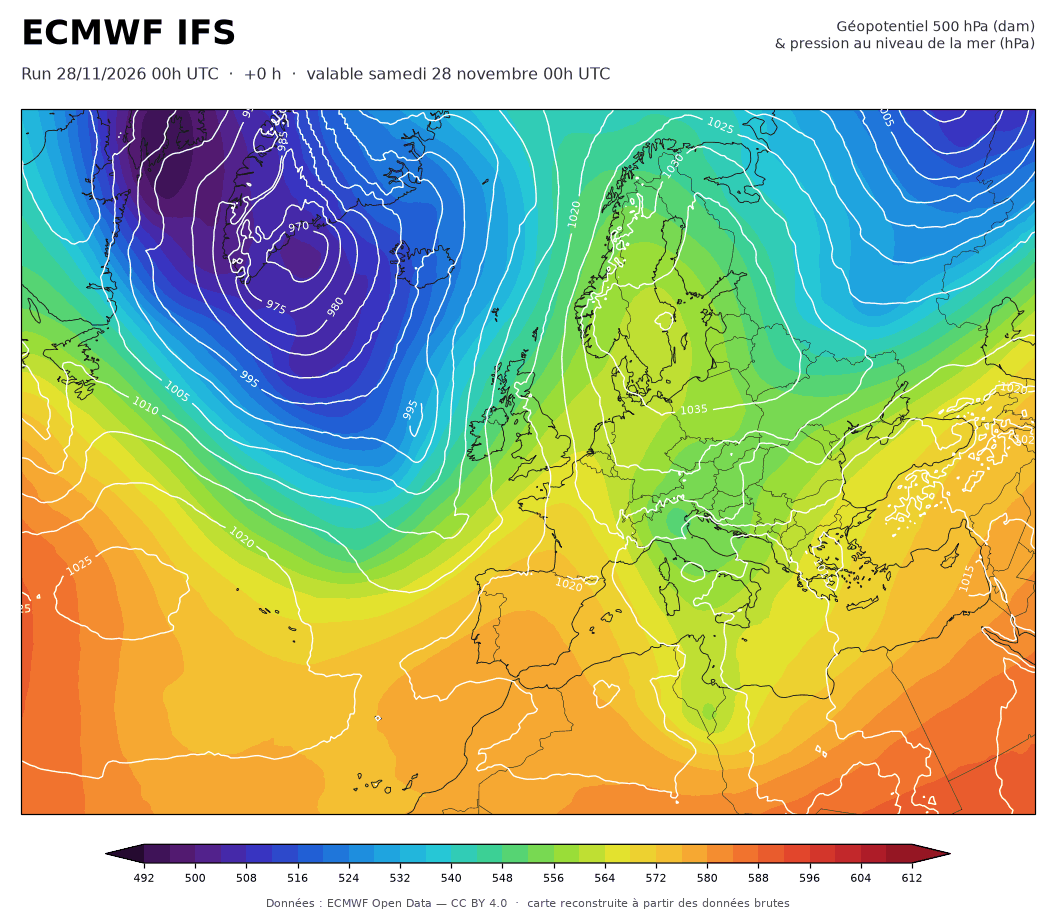 ECMWF IFS
Géopotentiel 500 hPa (dam)
& pression au niveau de la mer (hPa)
Run 28/11/2026 00h UTC · +0 h · valable samedi 28 novembre 00h UTC
985
1025
1030
1020
970
975
980
995
1005
1010
995
1035
1020
1025
1020
1015
492 500 508 516 524 532 540 548 556 564 572 580 588 596 604 612
Données : ECMWF Open Data — CC BY 4.0 · carte reconstruite à partir des données brutes